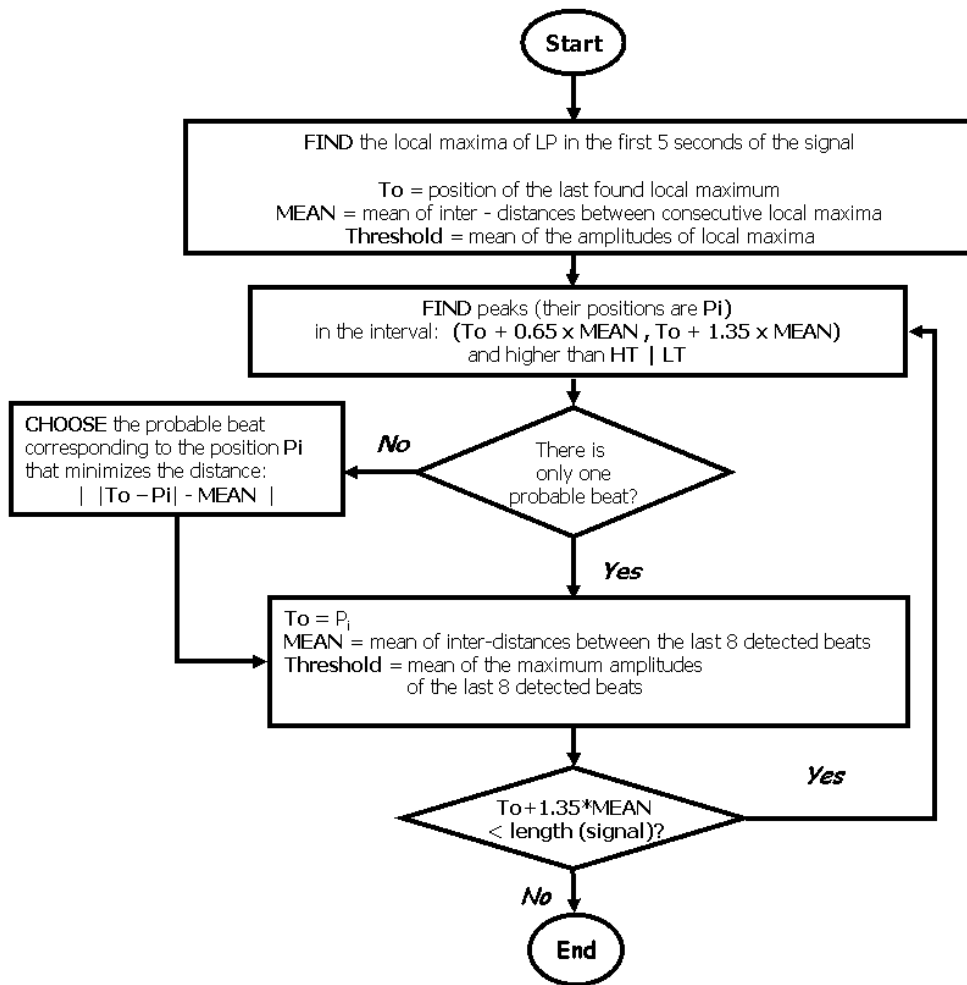 Start
FIND the local maxima of LP in the first 5 seconds of the signal
To = position of the last found local maximum
MEAN = mean of inter - distances between consecutive local maxima
Threshold = mean of the amplitudes of local maxima
FIND peaks (their positions are Pi)
in the interval: (To + 0.65 x MEAN , To + 1.35 x MEAN)
and higher than HT | LT
There is
only one
probable beat?
No
CHOOSE the probable beat
corresponding to the position Pi
that minimizes the distance:
| |To – Pi| - MEAN |
Yes
To = Pi
MEAN = mean of inter-distances between the last 8 detected beats
Threshold = mean of the maximum amplitudes
of the last 8 detected beats
To+1.35*MEAN
< length (signal)?
Yes
No
End